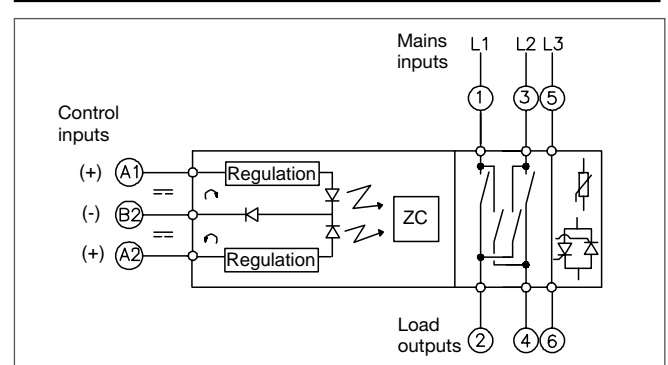 Mains inputs
L1 L2 L3
1 3 5
Control inputs
(+) A1 Regulation
(-) B2 ZC
(+) A2 Regulation
Load outputs
2 4 6